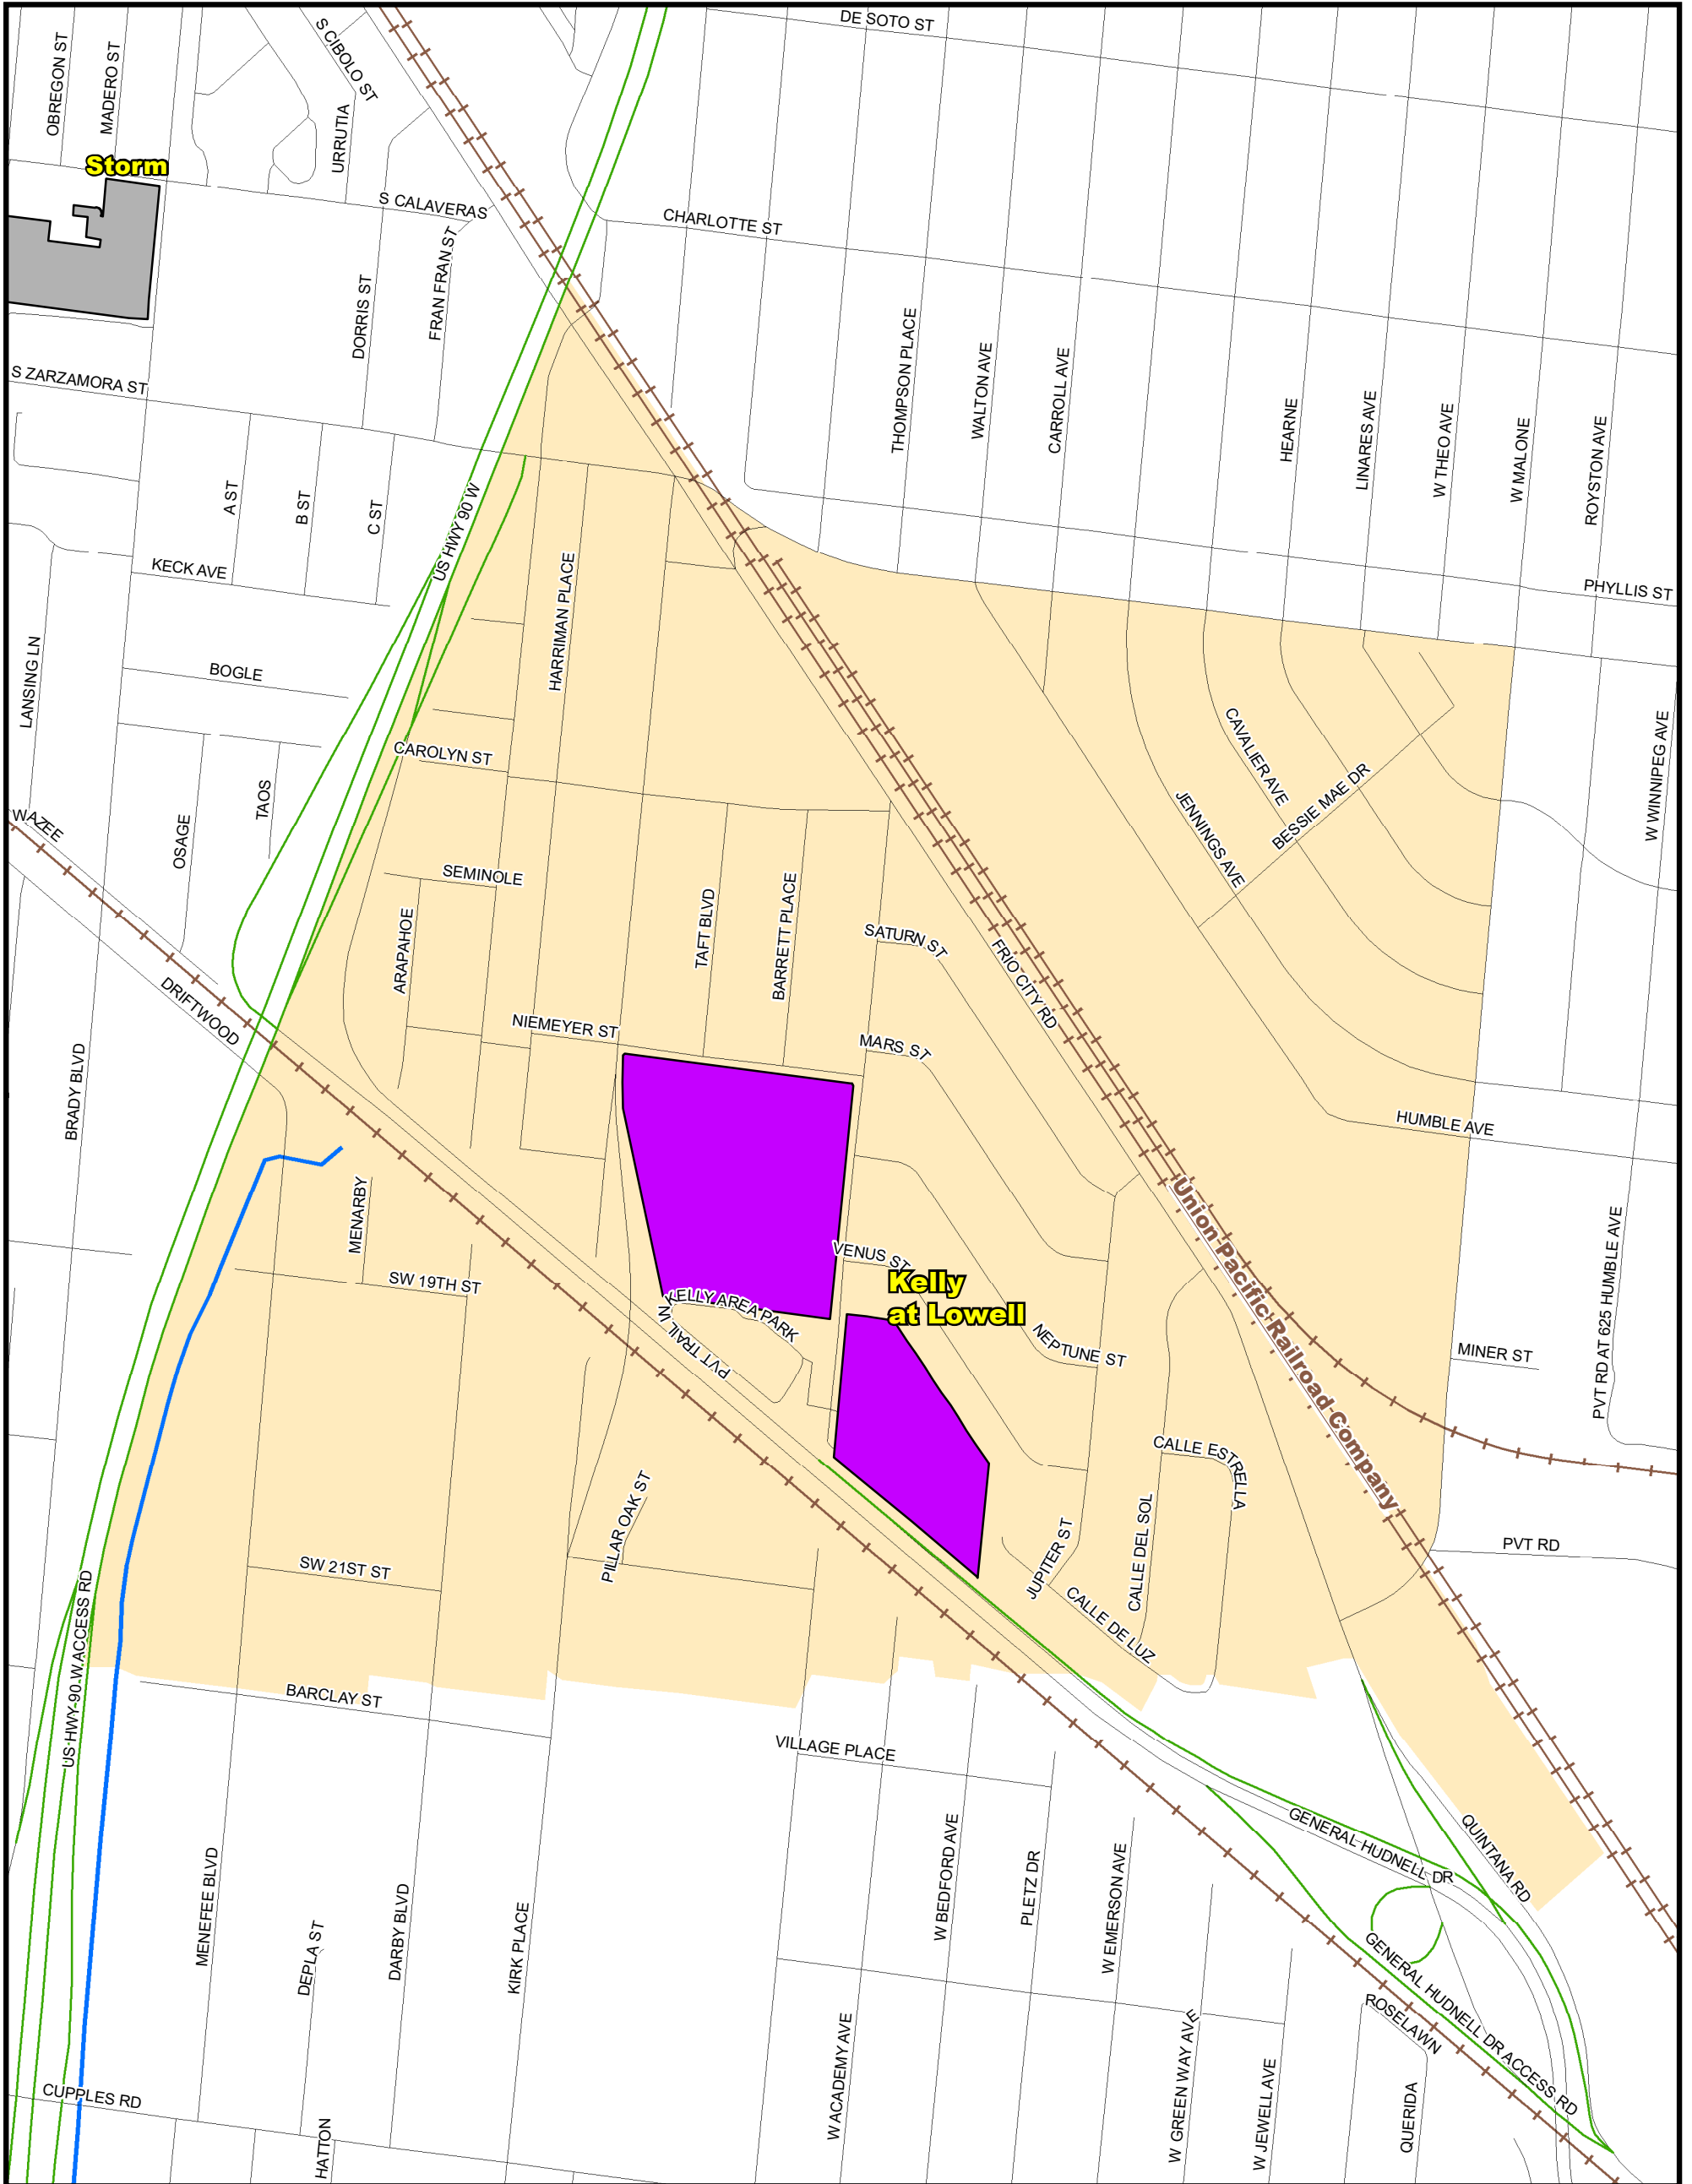 DE SOTO ST
S CIBOLO ST
OBREGON ST
MADERO ST
URRUTIA
Storm
S CALAVERAS
CHARLOTTE ST
FRAN FRAN ST
DORRIS ST
THOMPSON PLACE
WALTON AVE
CARROLL AVE
S ZARZAMORA ST
HEARNE
LINARES AVE
W THEO AVE
W MALONE
ROYSTON AVE
A ST
B ST
C ST
US HWY 90 W
KECK AVE
HARRIMAN PLACE
PHYLLIS ST
LANSING LN
BOGLE
CAROLYN ST
CAVALIER AVE
W WINNIPEG AVE
BESSIE MAE DR
JENNINGS AVE
WAZEE
OSAGE
TAOS
SEMINOLE
ARAPAHOE
TAFT BLVD
BARRETT PLACE
SATURN ST
FRIO CITY RD
DRIFTWOOD
NIEMEYER ST
MARS ST
BRADY BLVD
HUMBLE AVE
MENARBY
Union Pacific Railroad Company
PVT RD AT 625 HUMBLE AVE
VENUS ST
SW 19TH ST
Kelly
at Lowell
KELLY AREA PARK
PVT TRAIL / N
NEPTUNE ST
MINER ST
CALLE ESTRELLA
PILLAR OAK ST
CALLE DEL SOL
JUPITER ST
PVT RD
SW 21ST ST
CALLE DE LUZ
US HWY 90 W ACCESS RD
BARCLAY ST
VILLAGE PLACE
GENERAL HUDNELL DR
QUINTANA RD
MENEFEE BLVD
DEPLA ST
DARBY BLVD
KIRK PLACE
W BEDFORD AVE
PLETZ DR
W EMERSON AVE
GENERAL HUDNELL DR ACCESS RD
ROSELAWN
W ACADEMY AVE
W GREEN WAY AVE
W JEWELL AVE
QUERIDA
CUPPLES RD
HATTON